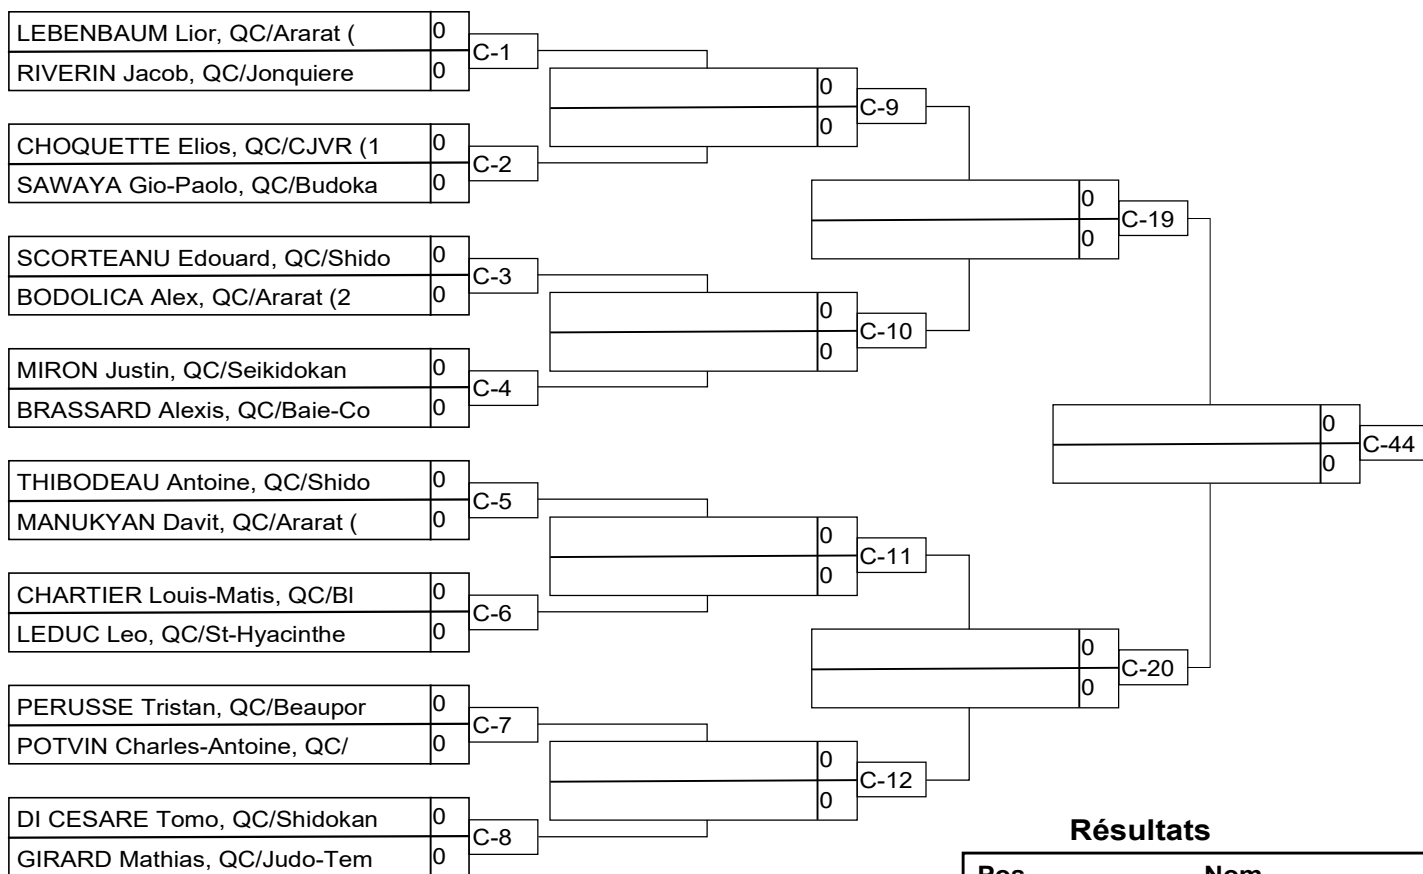 LEBENBAUM Lior, QC/Ararat ( 0
RIVERIN Jacob, QC/Jonquiere 0
C-1
CHOQUETTE Elios, QC/CJVR (1 0
SAWAYA Gio-Paolo, QC/Budoka 0
C-2
SCORTEANU Edouard, QC/Shido 0
BODOLICA Alex, QC/Ararat (2 0
C-3
MIRON Justin, QC/Seikidokan 0
BRASSARD Alexis, QC/Baie-Co 0
C-4
THIBODEAU Antoine, QC/Shido 0
MANUKYAN Davit, QC/Ararat ( 0
C-5
CHARTIER Louis-Matis, QC/Bl 0
LEDUC Leo, QC/St-Hyacinthe 0
C-6
PERUSSE Tristan, QC/Beaupor 0
POTVIN Charles-Antoine, QC/ 0
C-7
DI CESARE Tomo, QC/Shidokan 0
GIRARD Mathias, QC/Judo-Tem 0
C-8
0
0
C-9
0
0
C-10
0
0
C-11
0
0
C-12
0
0
C-19
0
0
C-20
0
0
C-44
Résultats
Pos Nom